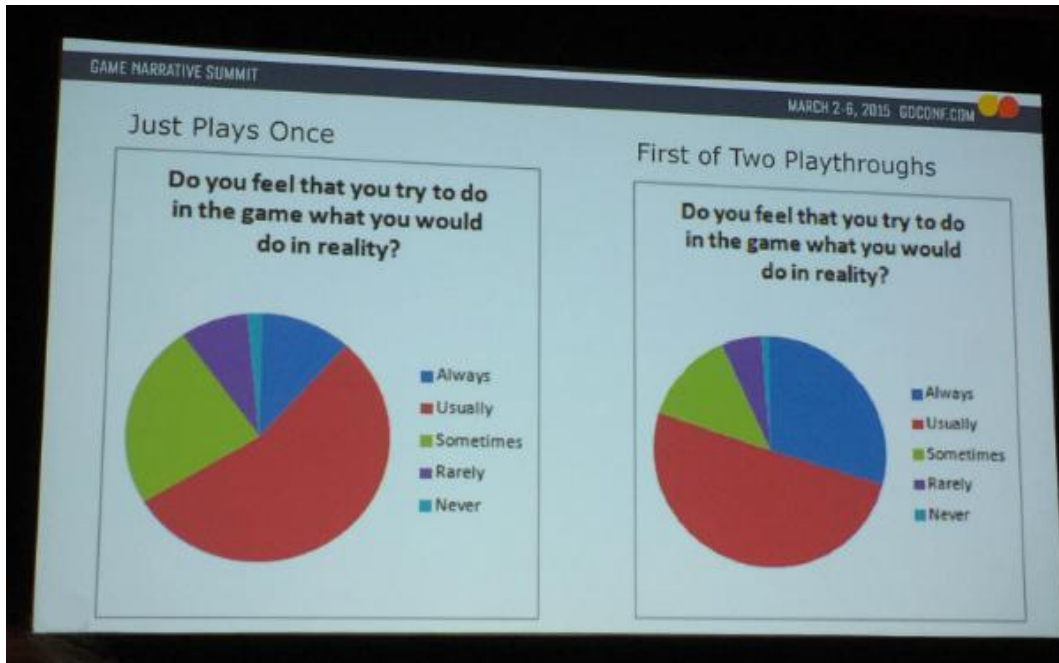 GAME NARRATIVE SUMMIT
MARCH 2-6, 2015 GDCONF.COM
Just Plays Once
Do you feel that you try to do
in the game what you would
do in reality?
Always
Usually
Sometimes
Rarely
Never
First of Two Playthroughs
Do you feel that you try to do
in the game what you would
do in reality?
Always
Usually
Sometimes
Rarely
Never